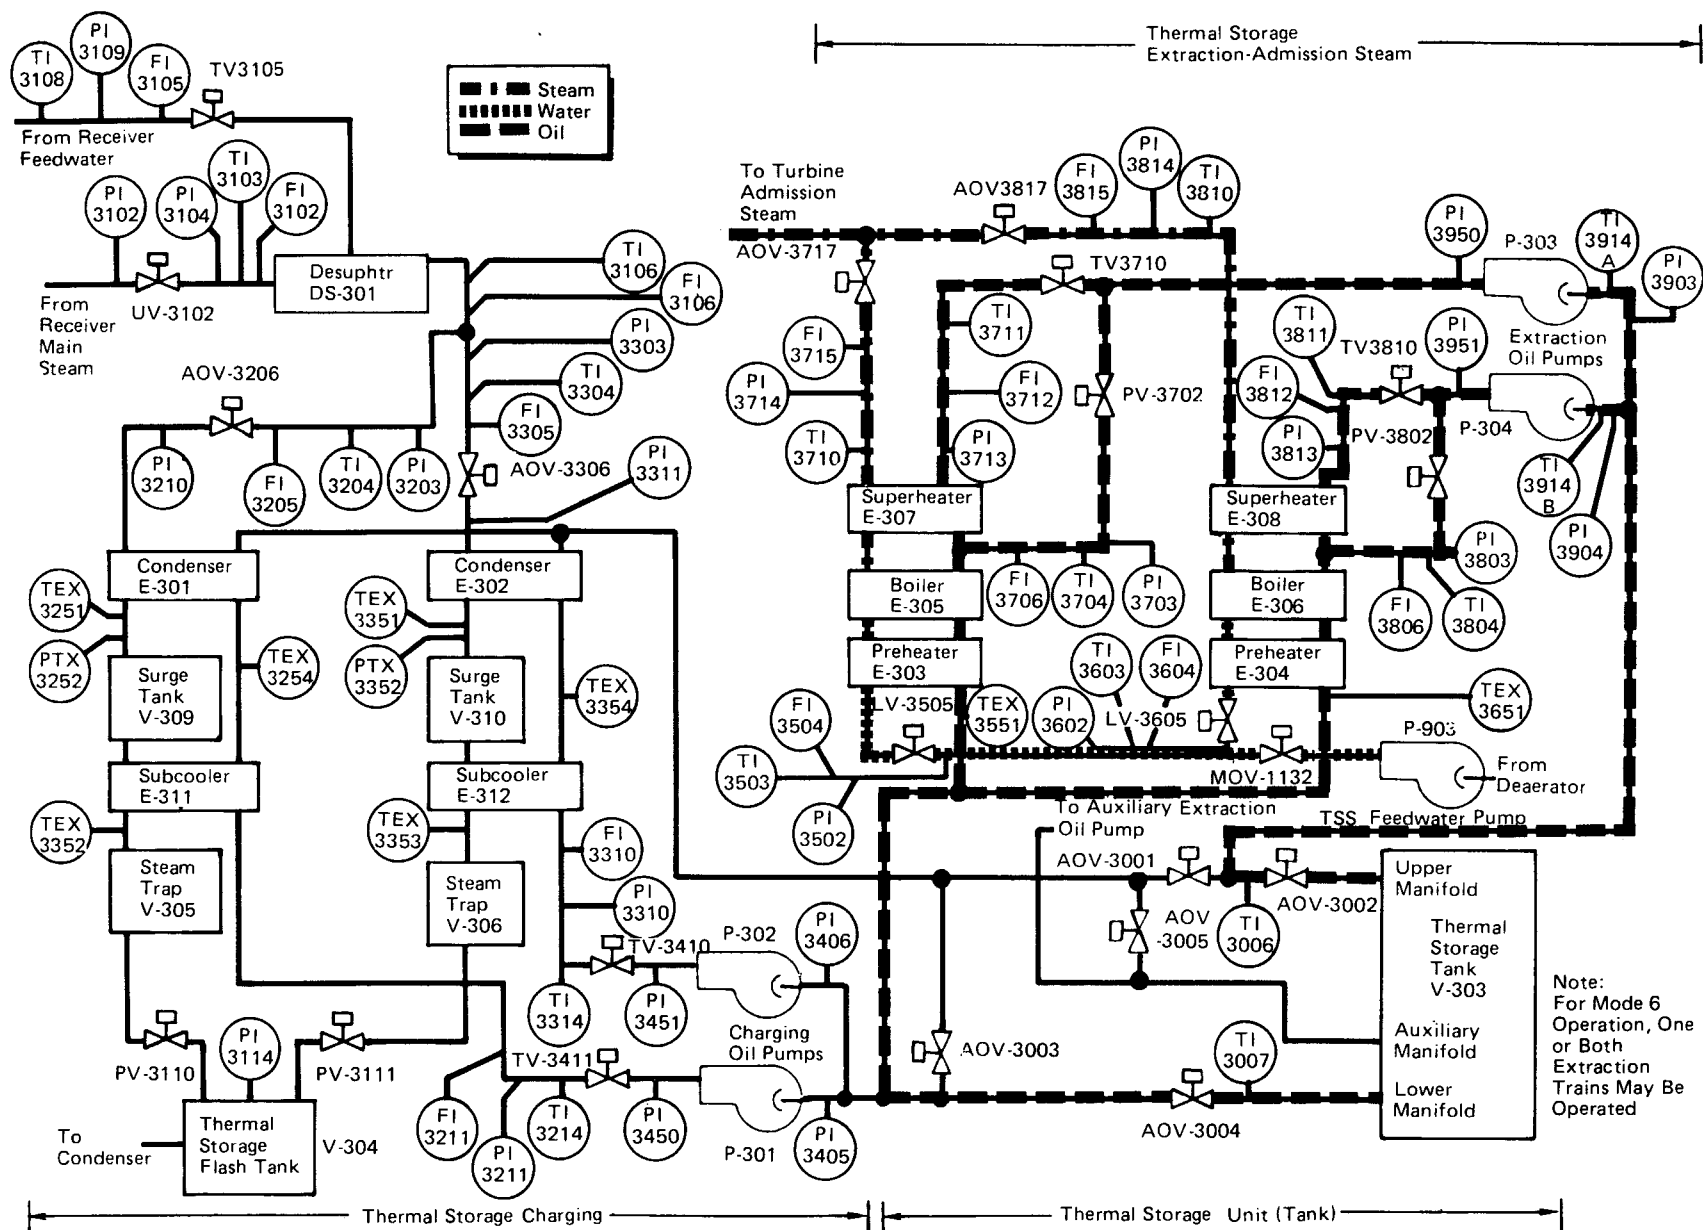 Thermal Storage
Extraction-Admission Steam
TI
3108
PI
3109
FI
3105
TV3105
Steam
Water
Oil
From Receiver
Feedwater
PI
3102
PI
3104
TI
3103
FI
3102
Desuphtr
DS-301
From
Receiver
Main
Steam
UV-3102
TI
3106
FI
3106
PI
3303
TI
3304
FI
3305
AOV-3306
PI
3311
AOV-3206
PI
3210
FI
3205
TI
3204
PI
3203
Condenser
E-301
Condenser
E-302
TEX
3251
PTX
3252
TEX
3254
TEX
3351
PTX
3352
TEX
3354
Surge
Tank
V-309
Surge
Tank
V-310
Subcooler
E-311
Subcooler
E-312
TEX
3352
TEX
3353
FI
3310
PI
3310
Steam
Trap
V-305
Steam
Trap
V-306
TV-3410
TI
3314
PI
3451
P-302
PI
3406
Charging
Oil Pumps
PV-3110
PI
3114
PV-3111
TV-3411
FI
3211
PI
3211
TI
3214
PI
3450
P-301
PI
3405
To
Condenser
Thermal
Storage
Flash Tank
V-304
Thermal Storage Charging
To Turbine
Admission
Steam
AOV-3717
AOV3817
FI
3815
PI
3814
TI
3810
TV3710
PI
3950
P-303
TI
3914
A
PI
3903
Extraction
Oil Pumps
FI
3715
PI
3714
TI
3710
TI
3711
FI
3712
PI
3713
PV-3702
TI
3811
FI
3812
PI
3813
TV3810
PI
3951
PV-3802
P-304
TI
3914
B
PI
3904
Superheater
E-307
Superheater
E-308
Boiler
E-305
Boiler
E-306
FI
3706
TI
3704
PI
3703
FI
3806
TI
3804
PI
3803
Preheater
E-303
Preheater
E-304
LV-3505
TEX
3551
PI
3602
TI
3603
FI
3604
LV-3605
TEX
3651
FI
3504
TI
3503
PI
3502
MOV-1132
P-903
From
Deaerator
TSS Feedwater Pump
To Auxiliary Extraction
Oil Pump
AOV-3001
AOV-3002
AOV
-3005
TI
3006
AOV-3003
TI
3007
AOV-3004
Upper
Manifold
Thermal
Storage
Tank
V-303
Auxiliary
Manifold
Lower
Manifold
Note:
For Mode 6
Operation, One
or Both
Extraction
Trains May Be
Operated
Thermal Storage Unit (Tank)